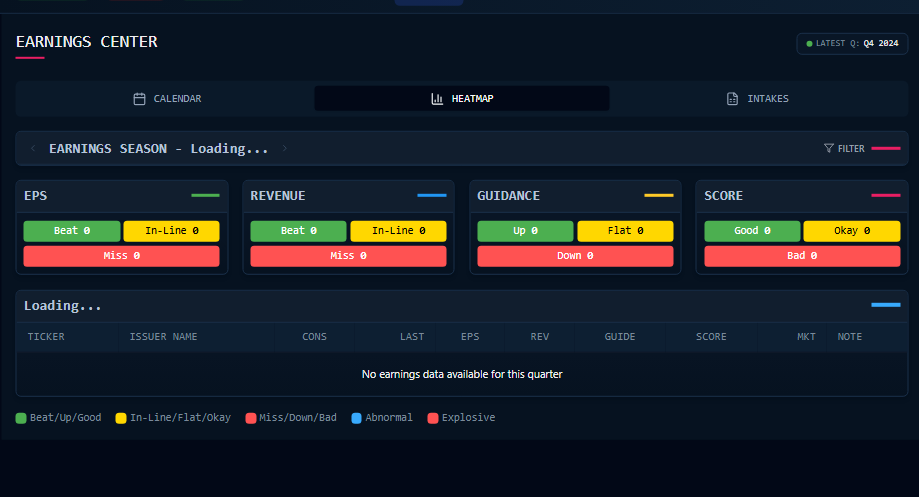 EARNINGS CENTER
LATEST Q: Q4 2024
CALENDAR
HEATMAP
INTAKES
EARNINGS SEASON - Loading...
FILTER
EPS
Beat 0
In-Line 0
Miss 0
REVENUE
Beat 0
In-Line 0
Miss 0
GUIDANCE
Up 0
Flat 0
Down 0
SCORE
Good 0
Okay 0
Bad 0
Loading...
TICKER ISSUER NAME CONS LAST EPS REV GUIDE SCORE MKT NOTE
No earnings data available for this quarter
Beat/Up/Good In-Line/Flat/Okay Miss/Down/Bad Abnormal Explosive